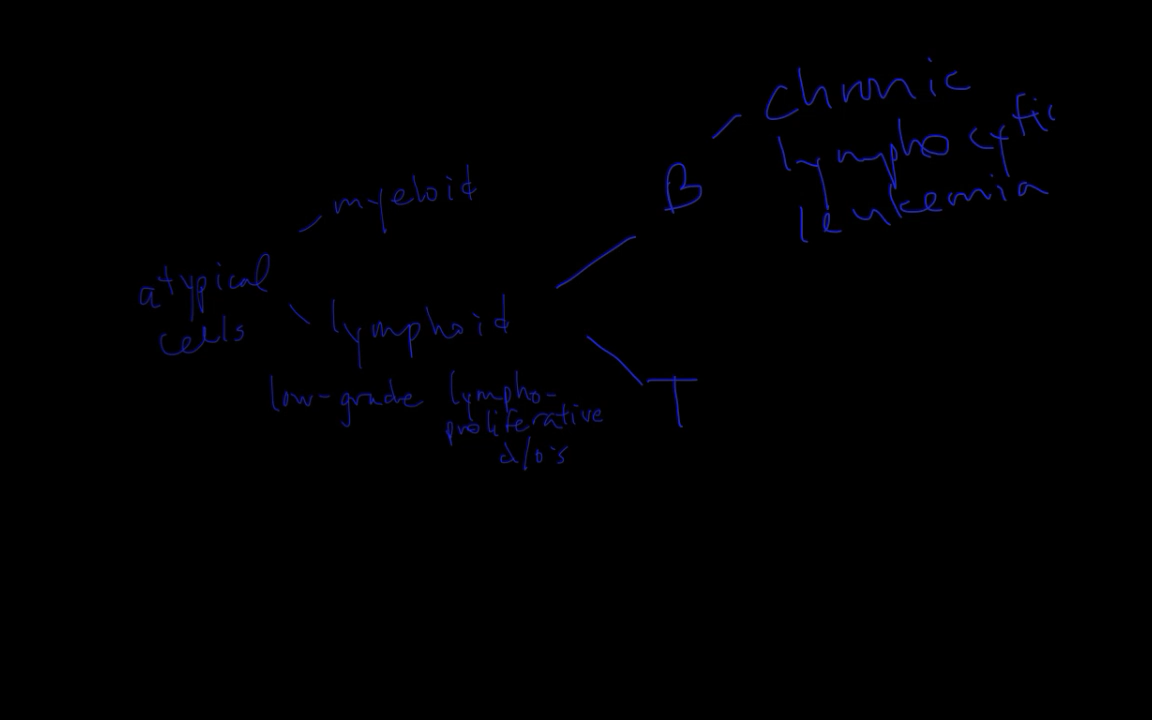 Chronic
lymphocytic
leukemia
B
myeloid
atypical
cells
lymphoid
low-grade lympho-
proliferative
d/o's
T